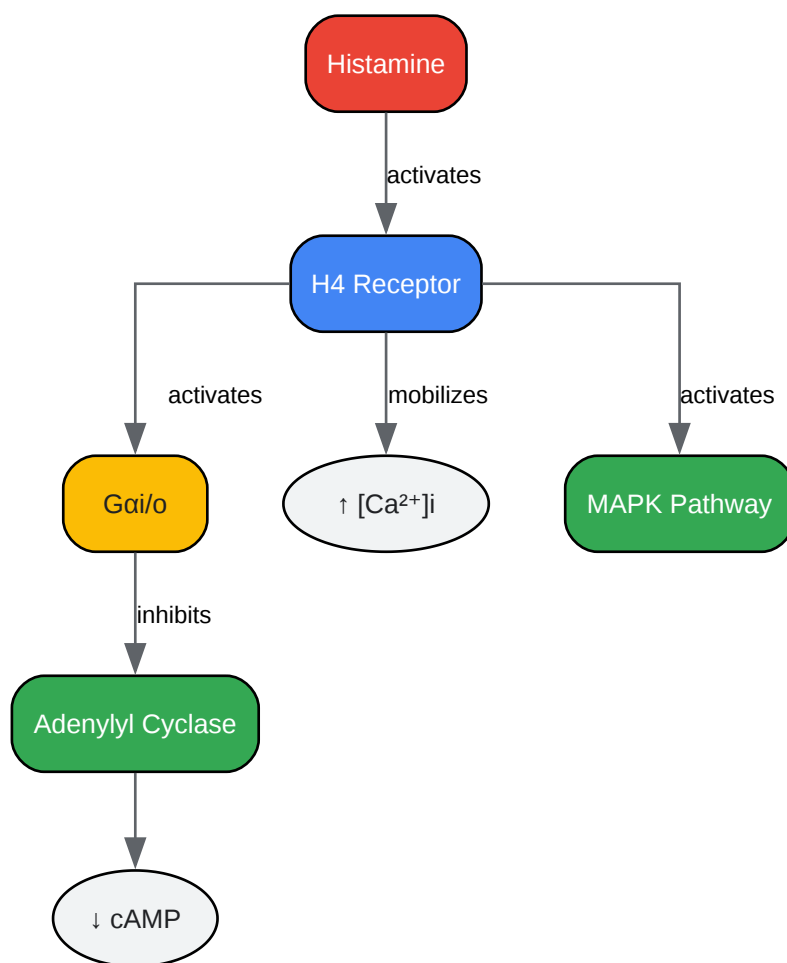 Histamine
activates
H4 Receptor
activates
mobilizes
activates
Gαi/o
↑ [Ca²⁺]i
MAPK Pathway
inhibits
Adenylyl Cyclase
↓ cAMP